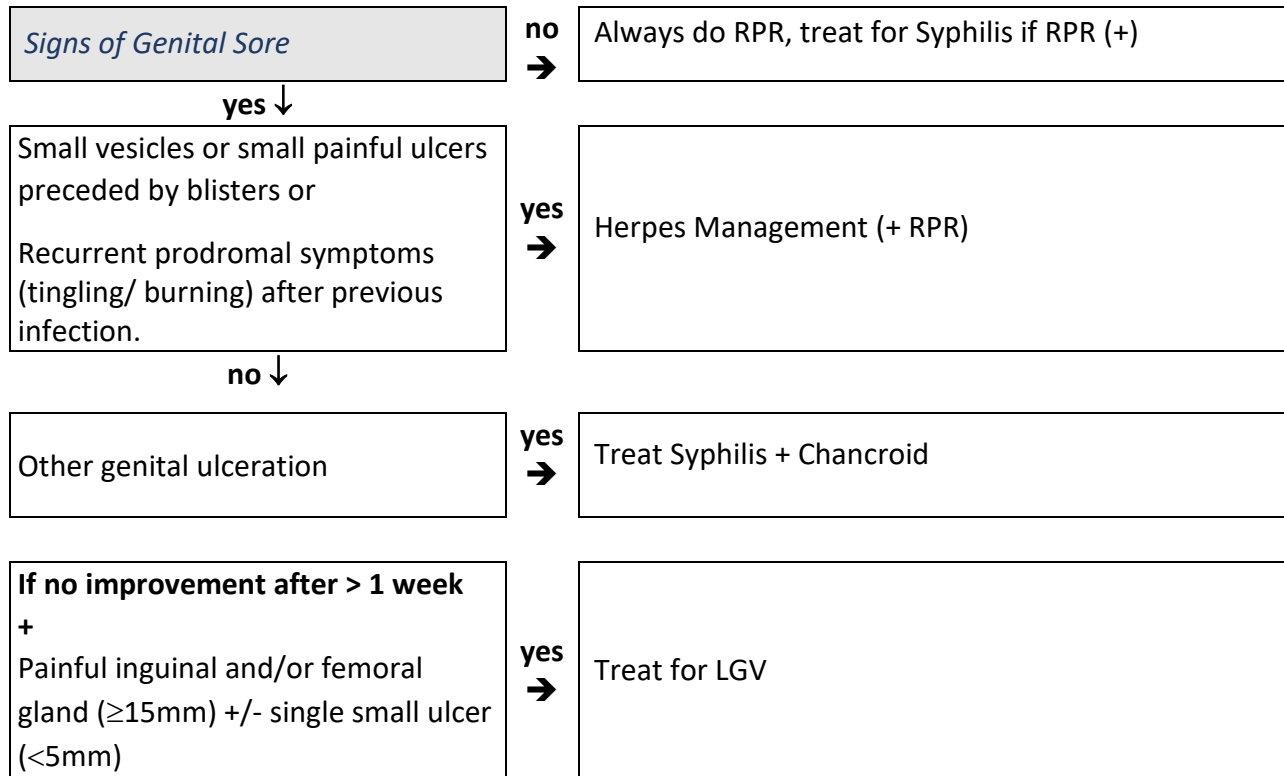 Signs of Genital Sore
no
➔
Always do RPR, treat for Syphilis if RPR (+)
yes ↓
Small vesicles or small painful ulcers
preceded by blisters or
Recurrent prodromal symptoms
(tingling/ burning) after previous
infection.
yes
➔
Herpes Management (+ RPR)
no ↓
Other genital ulceration
yes
➔
Treat Syphilis + Chancroid
If no improvement after > 1 week
+
Painful inguinal and/or femoral
gland (≥15mm) +/- single small ulcer
(<5mm)
yes
➔
Treat for LGV